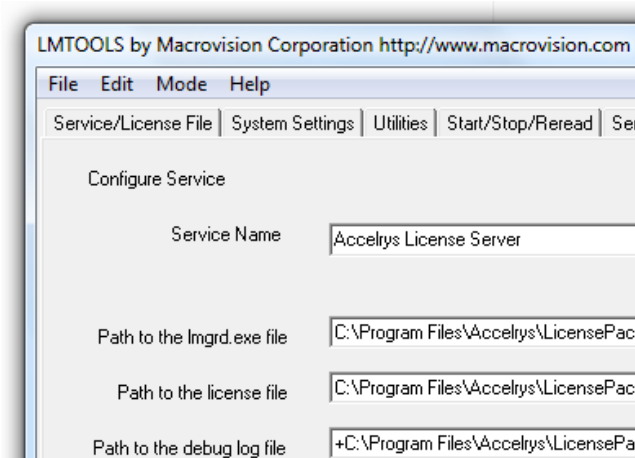 LMTOOLS by Macrovision Corporation http://www.macrovision.com
File Edit Mode Help
Service/License File System Settings Utilities Start/Stop/Reread Ser
Configure Service
Service Name Accelrys License Server
Path to the lmgrd.exe file C:\Program Files\Accelrys\LicensePac
Path to the license file C:\Program Files\Accelrys\LicensePac
Path to the debug log file +C:\Program Files\Accelrys\LicensePa